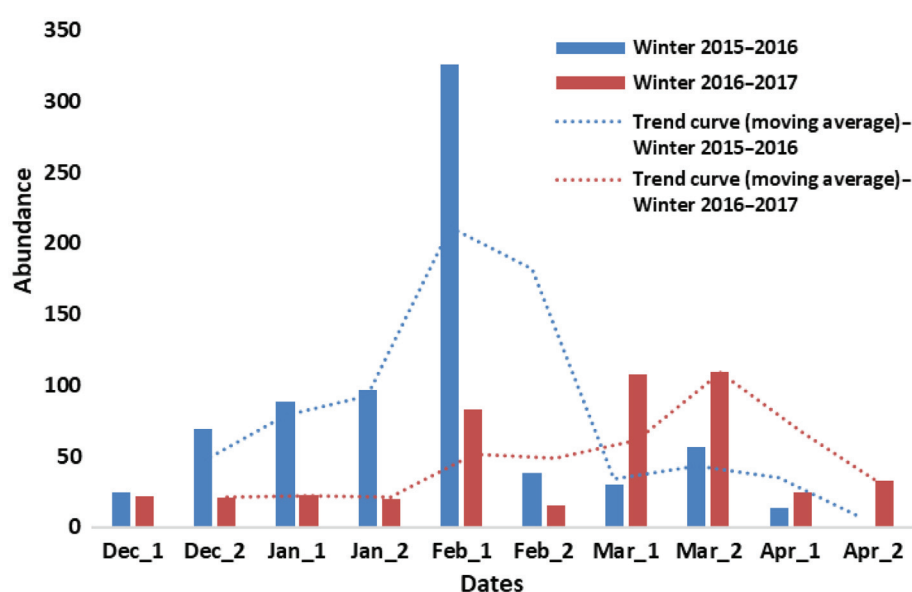 350
300
250
200
150
100
50
0
Abundance
Winter 2015–2016
Winter 2016–2017
Trend curve (moving average)–
Winter 2015–2016
Trend curve (moving average)–
Winter 2016–2017
Dec_1 Dec_2 Jan_1 Jan_2 Feb_1 Feb_2 Mar_1 Mar_2 Apr_1 Apr_2
Dates